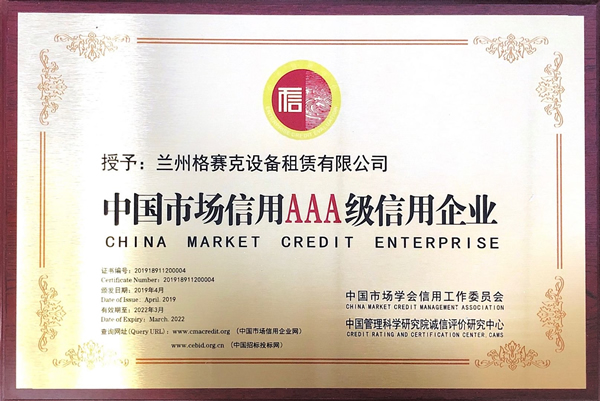 信
授予：兰州格赛克设备租赁有限公司
中国市场信用AAA级信用企业
CHINA MARKET CREDIT ENTERPRISE
证书编号：201918911200004
Certificate Number: 201918911200004
颁发日期：2019年4月
Date of Issue: April. 2019
有效期至：2022年3月
Date of Expiry: March. 2022
查询网址(Query URL)：www.cmacredit.org （中国市场信用企业网）
www.cebid.org.cn （中国招标投标网）
中国市场学会信用工作委员会
CHINA MARKET CREDIT MANAGEMENT ASSOCIATION
中国管理科学研究院诚信评价研究中心
CREDIT RATING AND CERTIFICATION CENTER. CAMS